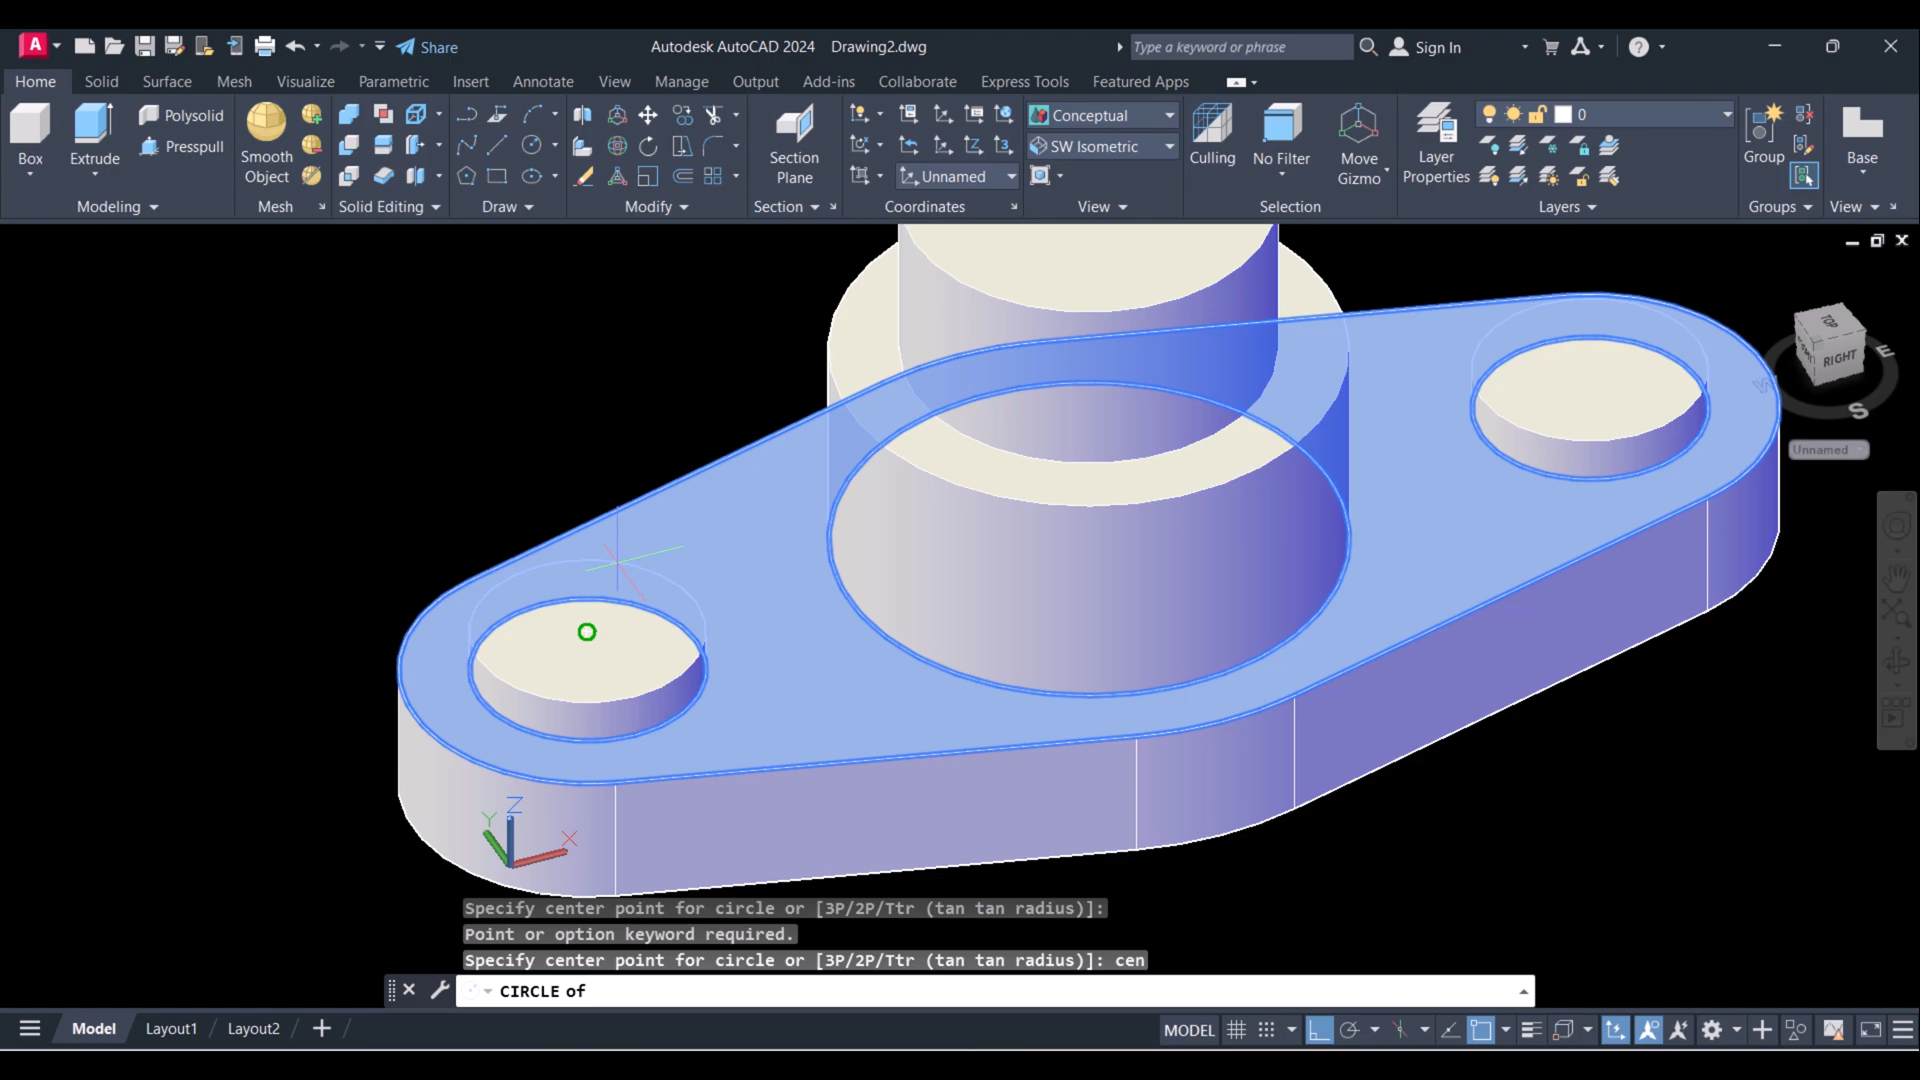 A
Share
Autodesk AutoCAD 2024 Drawing2.dwg
Type a keyword or phrase
Sign In
Home Solid Surface Mesh Visualize Parametric Insert Annotate View Manage Output Add-ins Collaborate Express Tools Featured Apps
Box
Extrude
Polysolid
Presspull
Smooth
Object
Section
Plane
Unnamed
Conceptual
SW Isometric
Culling
No Filter
Move
Gizmo
Layer
Properties
0
Group
Base
Modeling
Mesh
Solid Editing
Draw
Modify
Section
Coordinates
View
Selection
Layers
Groups
View
TOP
RIGHT
E
S
W
Unnamed
Z
Y
X
Specify center point for circle or [3P/2P/Ttr (tan tan radius)]:
Point or option keyword required.
Specify center point for circle or [3P/2P/Ttr (tan tan radius)]: cen
CIRCLE of
Model Layout1 Layout2
MODEL